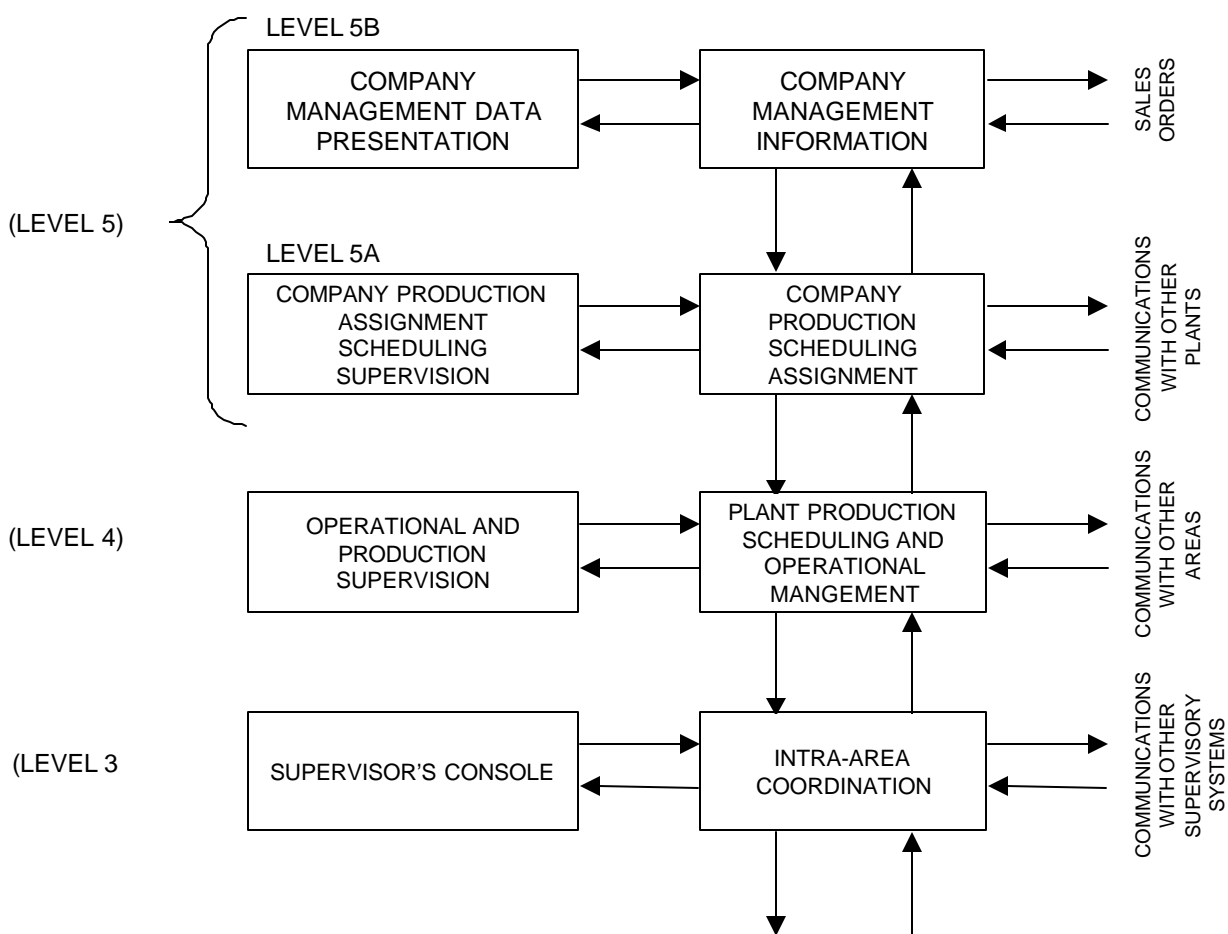 LEVEL 5B
COMPANY
MANAGEMENT DATA
PRESENTATION
COMPANY
MANAGEMENT
INFORMATION
SALES
ORDERS
(LEVEL 5)
LEVEL 5A
COMPANY PRODUCTION
ASSIGNMENT
SCHEDULING
SUPERVISION
COMPANY
PRODUCTION
SCHEDULING
ASSIGNMENT
COMMUNICATIONS
WITH OTHER
PLANTS
(LEVEL 4)
OPERATIONAL AND
PRODUCTION
SUPERVISION
PLANT PRODUCTION
SCHEDULING AND
OPERATIONAL
MANGEMENT
COMMUNICATIONS
WITH OTHER
AREAS
(LEVEL 3
SUPERVISOR'S CONSOLE
INTRA-AREA
COORDINATION
COMMUNICATIONS
WITH OTHER
SUPERVISORY
SYSTEMS